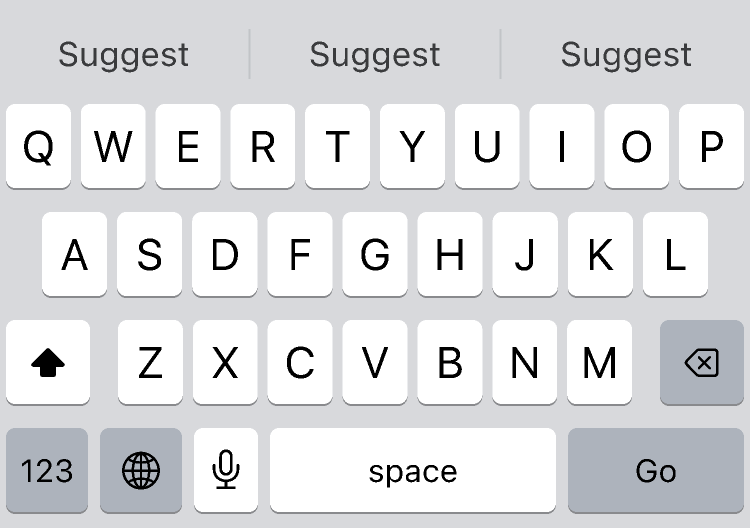 Suggest Suggest Suggest
Q W E R T Y U I O P
A S D F G H J K L
Z X C V B N M
123 space Go